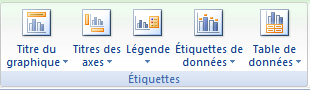 Titre du graphique
Titres des axes
Légende
Étiquettes de données
Table de données
Étiquettes